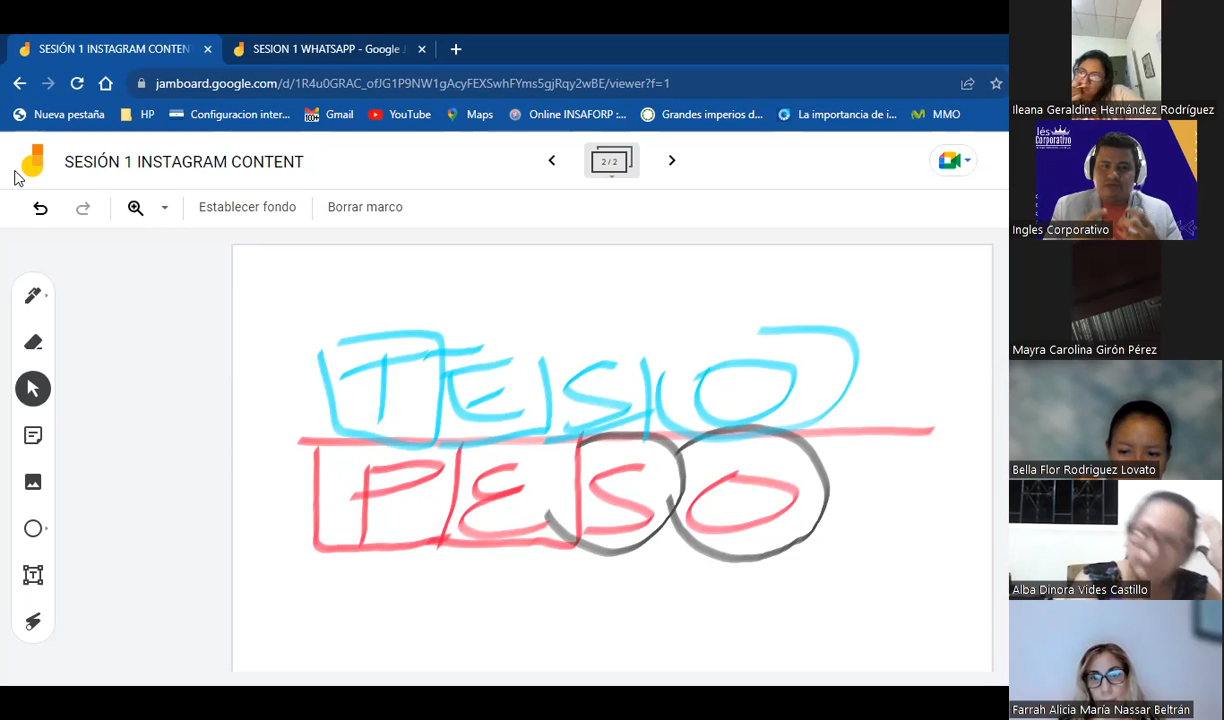 SESIÓN 1 INSTAGRAM CONTEN
SESION 1 WHATSAPP - Google J
jamboard.google.com/d/1R4u0GRAC_ofJG1P9NW1gAcyFEXSwhFYms5gjRqy2wBE/viewer?f=1
Nueva pestaña HP Configuracion inter... Gmail YouTube Maps Online INSAFORP :... Grandes imperios d... La importancia de i... MMO
SESIÓN 1 INSTAGRAM CONTENT
2 / 2
Establecer fondo Borrar marco
TESO
PESO
Ileana Geraldine Hernández Rodríguez
lés
Corporativo
Ingles Corporativo
Mayra Carolina Girón Pérez
Bella Flor Rodriguez Lovato
Alba Dinora Vides Castillo
Farrah Alicia María Nassar Beltrán